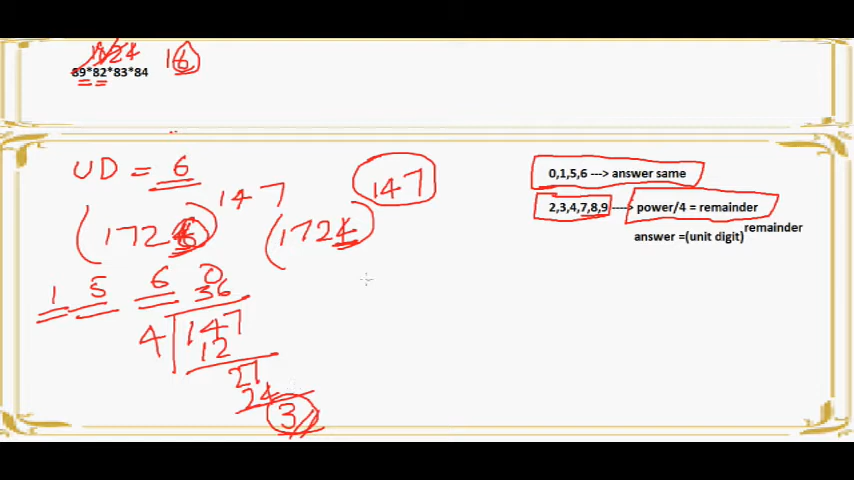 1024
89*82*83*84 16
UD = 6
(1726)147 (1724)147
0,1,5,6 ---> answer same
2,3,4,7,8,9 ----> power/4 = remainder
answer =(unit digit)remainder
1 5 6 0
36
4 147
12
27
24
3